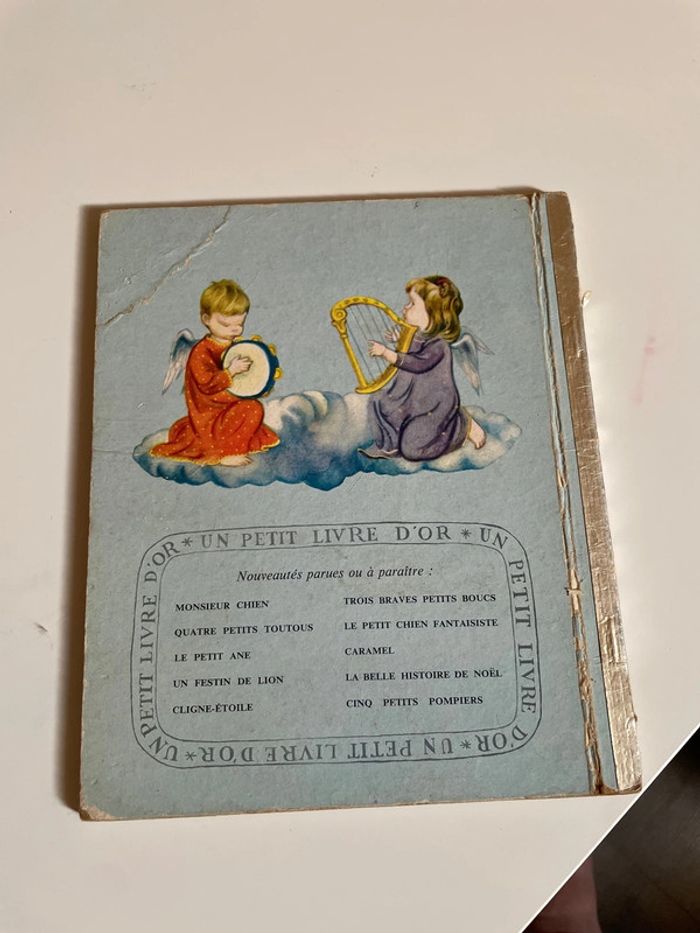 UN PETIT LIVRE D'OR * UN PETIT LIVRE D'OR * UN PETIT LIVRE D'OR * UN PETIT LIVRE D'OR *
Nouveautés parues ou à paraître :
MONSIEUR CHIEN
QUATRE PETITS TOUTOUS
LE PETIT ANE
UN FESTIN DE LION
CLIGNE-ÉTOILE
TROIS BRAVES PETITS BOUCS
LE PETIT CHIEN FANTAISISTE
CARAMEL
LA BELLE HISTOIRE DE NOËL
CINQ PETITS POMPIERS